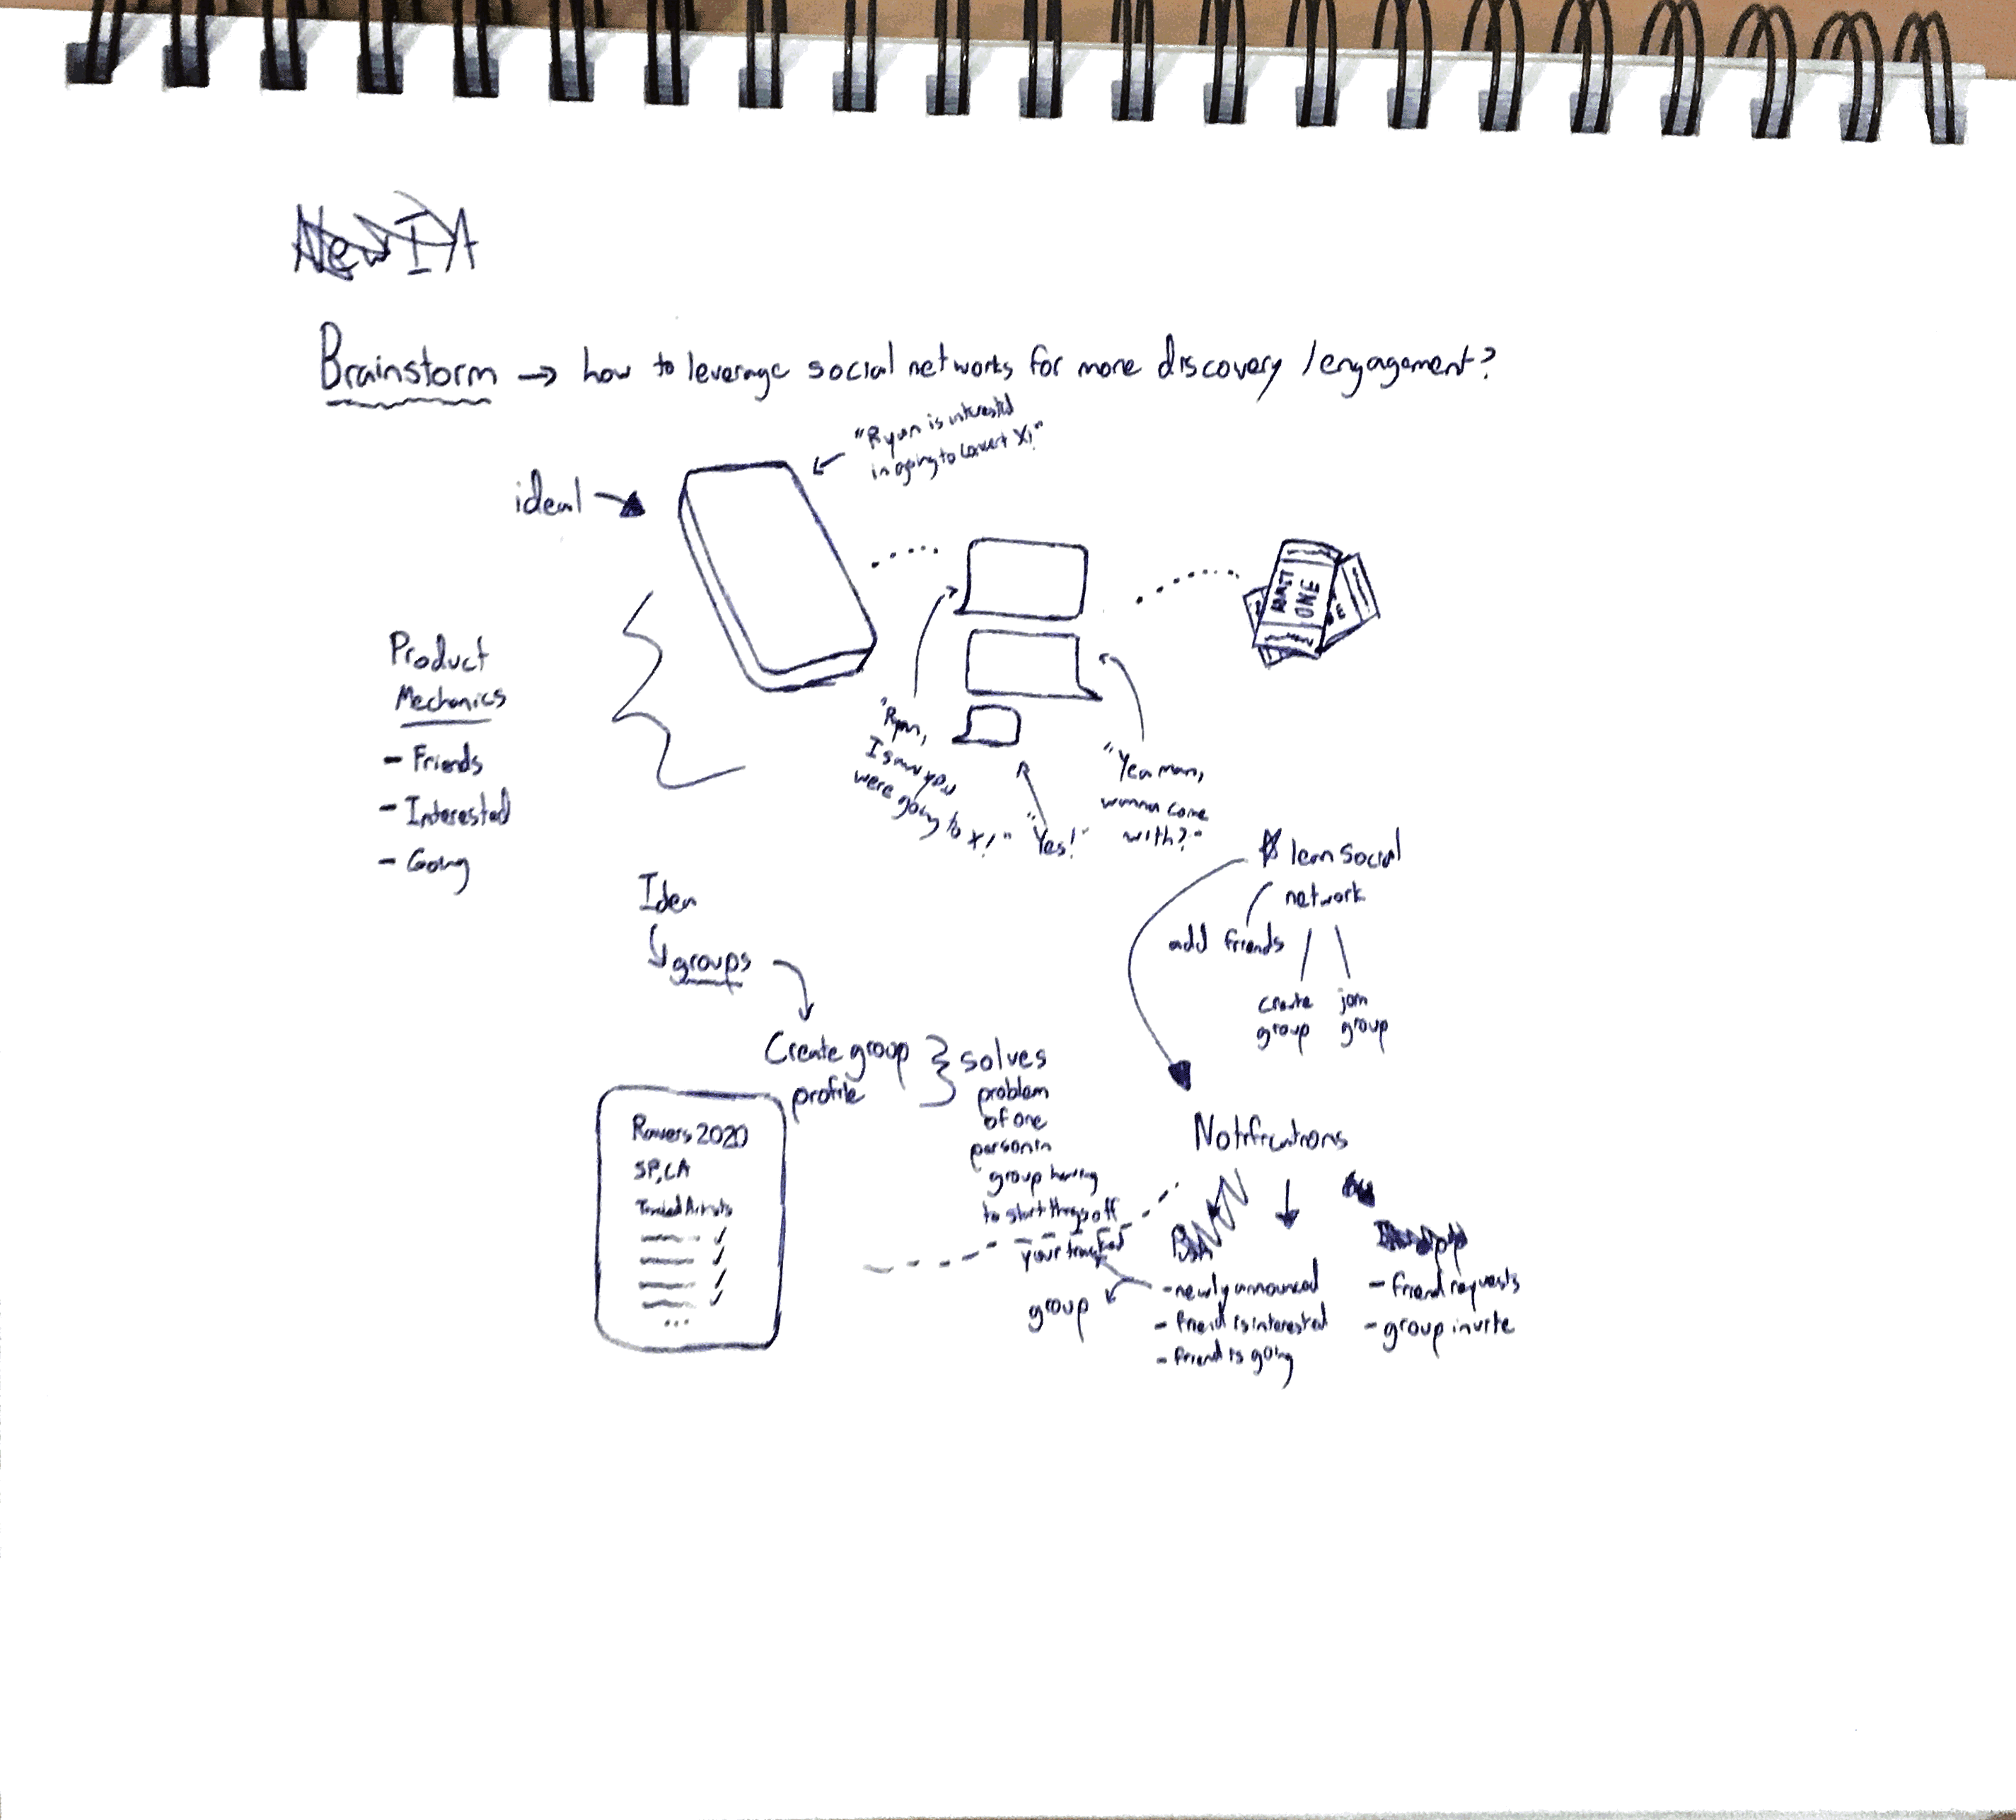 New IA
Brainstorm → how to leverage social networks for more discovery / engagement?
"Ryan is interested
in going to concert X!"
ideal
ADMIT
ONE
Product
Mechanics
- Friends
- Interested
- Going
"Ryan,
I saw you
were going to X!"
"Yes!"
"Yea man,
wanna come
with?"
lean social
network
add friends
create
group
join
group
Idea
groups
Create group
profile
solves
problem
of one
person in
group having
to start things off
Ravers 2020
SF, CA
Tracked Artists
...
Notifications
your tracked
group
- newly announced
- friend is interested
- friend is going
- friend requests
- group invite